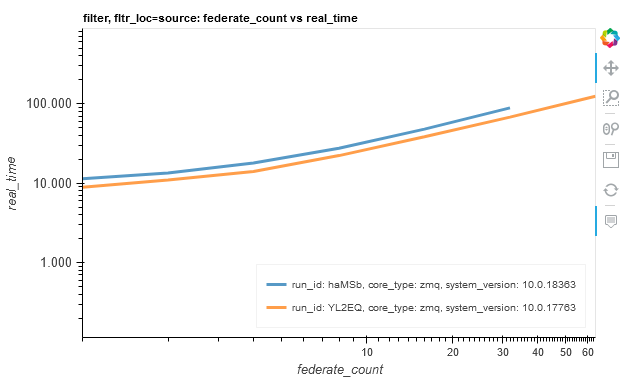 filter, fltr_loc=source: federate_count vs real_time
real_time
100.000
10.000
1.000
run_id: haMSb, core_type: zmq, system_version: 10.0.18363
run_id: YL2EQ, core_type: zmq, system_version: 10.0.17763
10
20
30
40
50
60
federate_count